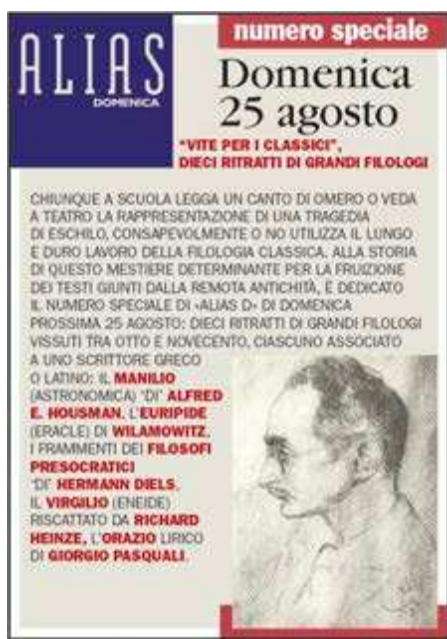 numero speciale
ALIAS
DOMENICA
Domenica
25 agosto
"VITE PER I CLASSICI",
DIECI RITRATTI DI GRANDI FILOLOGI
CHIUNQUE A SCUOLA LEGGA UN CANTO DI OMERO O VEDA
A TEATRO LA RAPPRESENTAZIONE DI UNA TRAGEDIA
DI ESCHILO, CONSAPEVOLMENTE O NO UTILIZZA IL LUNGO
E DURO LAVORO DELLA FILOLOGIA CLASSICA. ALLA STORIA
DI QUESTO MESTIERE DETERMINANTE PER LA FRUIZIONE
DEI TESTI GIUNTI DALLA REMOTA ANTICHITÀ, È DEDICATO
IL NUMERO SPECIALE DI «ALIAS D» DI DOMENICA
PROSSIMA 25 AGOSTO: DIECI RITRATTI DI GRANDI FILOLOGI
VISSUTI TRA OTTO E NOVECENTO, CIASCUNO ASSOCIATO
A UNO SCRITTORE GRECO
O LATINO: IL MANILIO
(ASTRONOMICA) "DI" ALFRED
E. HOUSMAN, L'EURIPIDE
(ERACLE) DI WILAMOWITZ,
I FRAMMENTI DEI FILOSOFI
PRESOCRATICI
"DI" HERMANN DIELS,
IL VIRGILIO (ENEIDE)
RISCATTATO DA RICHARD
HEINZE, L'ORAZIO LIRICO
DI GIORGIO PASQUALI.